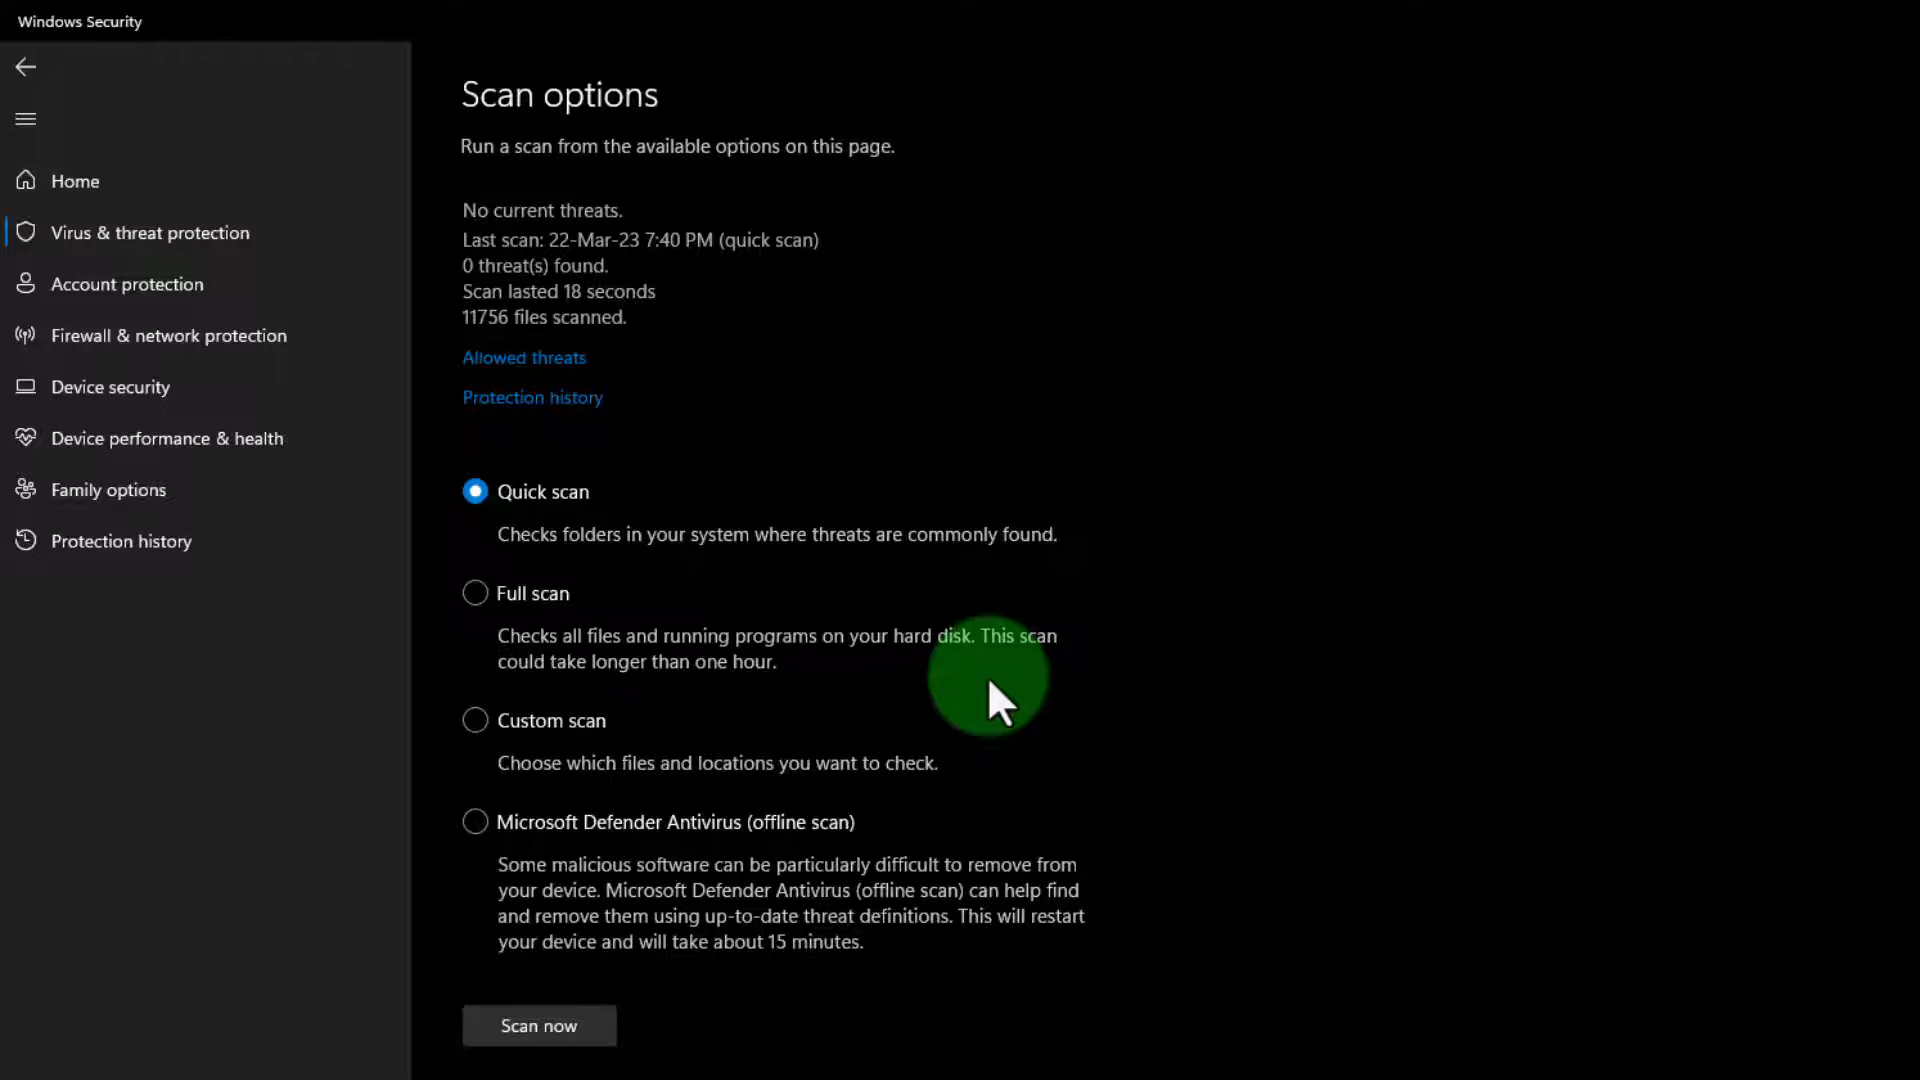 Windows Security
Home
Virus & threat protection
Account protection
Firewall & network protection
Device security
Device performance & health
Family options
Protection history
Scan options
Run a scan from the available options on this page.
No current threats.
Last scan: 22-Mar-23 7:40 PM (quick scan)
0 threat(s) found.
Scan lasted 18 seconds
11756 files scanned.
Allowed threats
Protection history
Quick scan
Checks folders in your system where threats are commonly found.
Full scan
Checks all files and running programs on your hard disk. This scan
could take longer than one hour.
Custom scan
Choose which files and locations you want to check.
Microsoft Defender Antivirus (offline scan)
Some malicious software can be particularly difficult to remove from
your device. Microsoft Defender Antivirus (offline scan) can help find
and remove them using up-to-date threat definitions. This will restart
your device and will take about 15 minutes.
Scan now